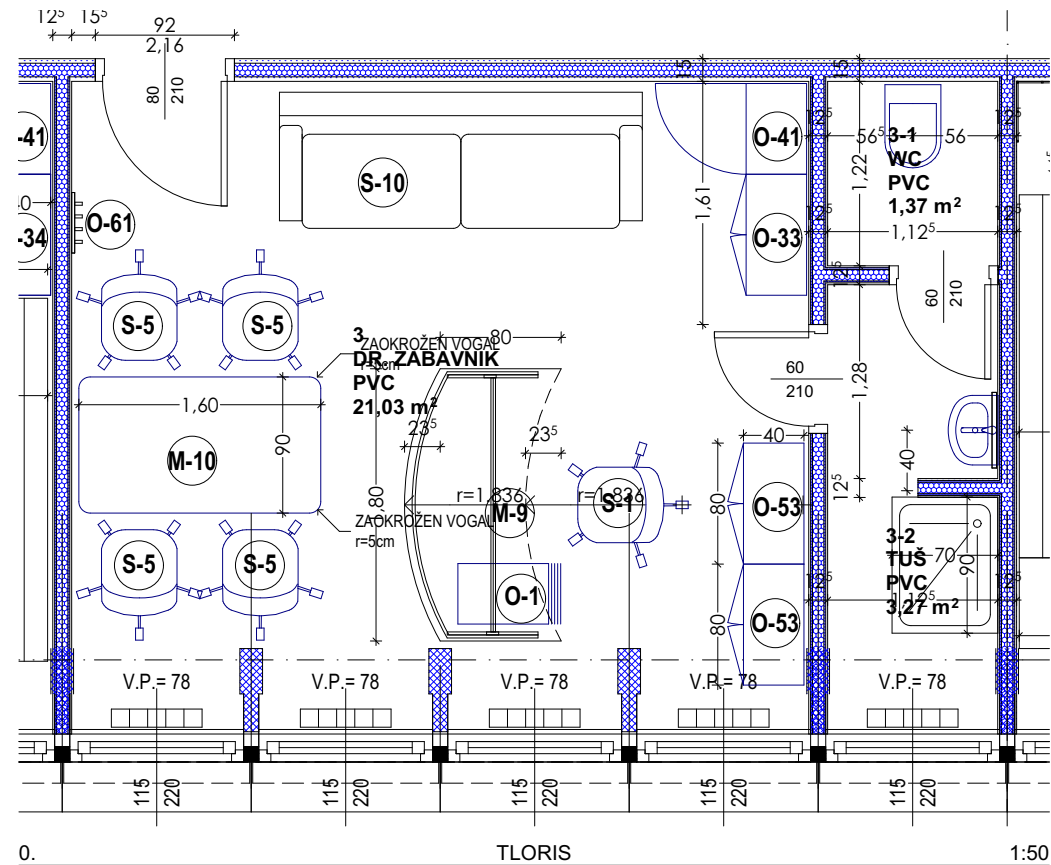 12⁵ 15⁵ 92
2,16
80
210
15
15
-41
40
-34
O-61
S-10
O-41
O-33
1,61
12⁵ 56⁵ 56 12⁵
3-1
WC
PVC
1,37 m²
1,22
12⁵ 1,12⁵ 12⁵
12⁵
60
210
S-5
S-5
3
DR. ZABAVNIK
PVC
21,03 m²
ZAOKROŽEN VOGAL
r=5cm
80
60
210
1,28
1,60
90
M-10
23⁵
23⁵
40
40
12⁵
r=1,836
r=1,836
1,80
M-9
S-1
80
O-53
ZAOKROŽEN VOGAL
r=5cm
S-5
S-5
O-1
80
O-53
3-2
TUŠ
PVC
3,27 m²
70
90
12⁵ 1,12⁵ 12⁵
V.P.= 78
V.P.= 78
V.P.= 78
V.P.= 78
V.P.= 78
115
220
115
220
115
220
115
220
115
220
0. TLORIS 1:50